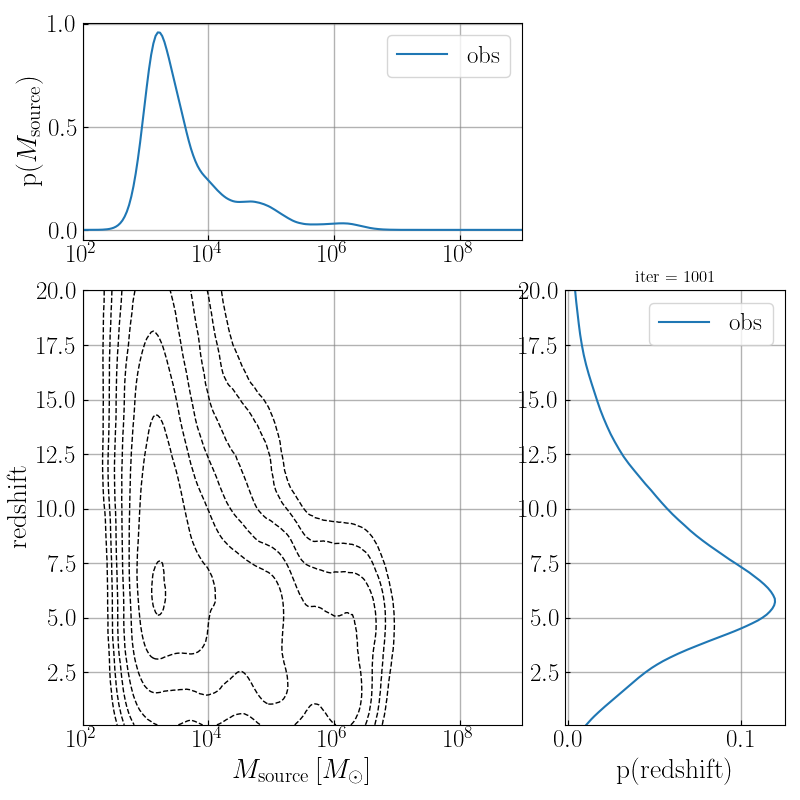 1.0
0.5
0.0
p(M_source)
obs
10^2 10^4 10^6 10^8
iter = 1001
20.0
17.5
15.0
12.5
10.0
7.5
5.0
2.5
redshift
10^2 10^4 10^6 10^8
M_source [M_⊙]
20.0
17.5
15.0
12.5
10.0
7.5
5.0
2.5
obs
0.0 0.1
p(redshift)